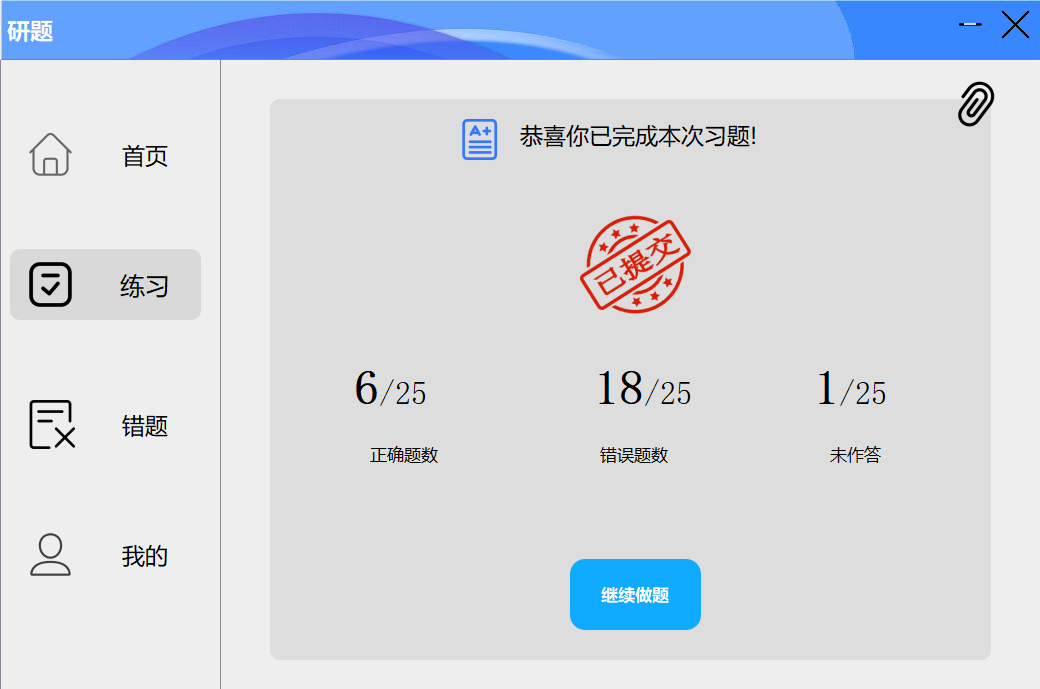 研题
首页
练习
错题
我的
A+
恭喜你已完成本次习题!
已提交
6/25
18/25
1/25
正确题数
错误题数
未作答
继续做题